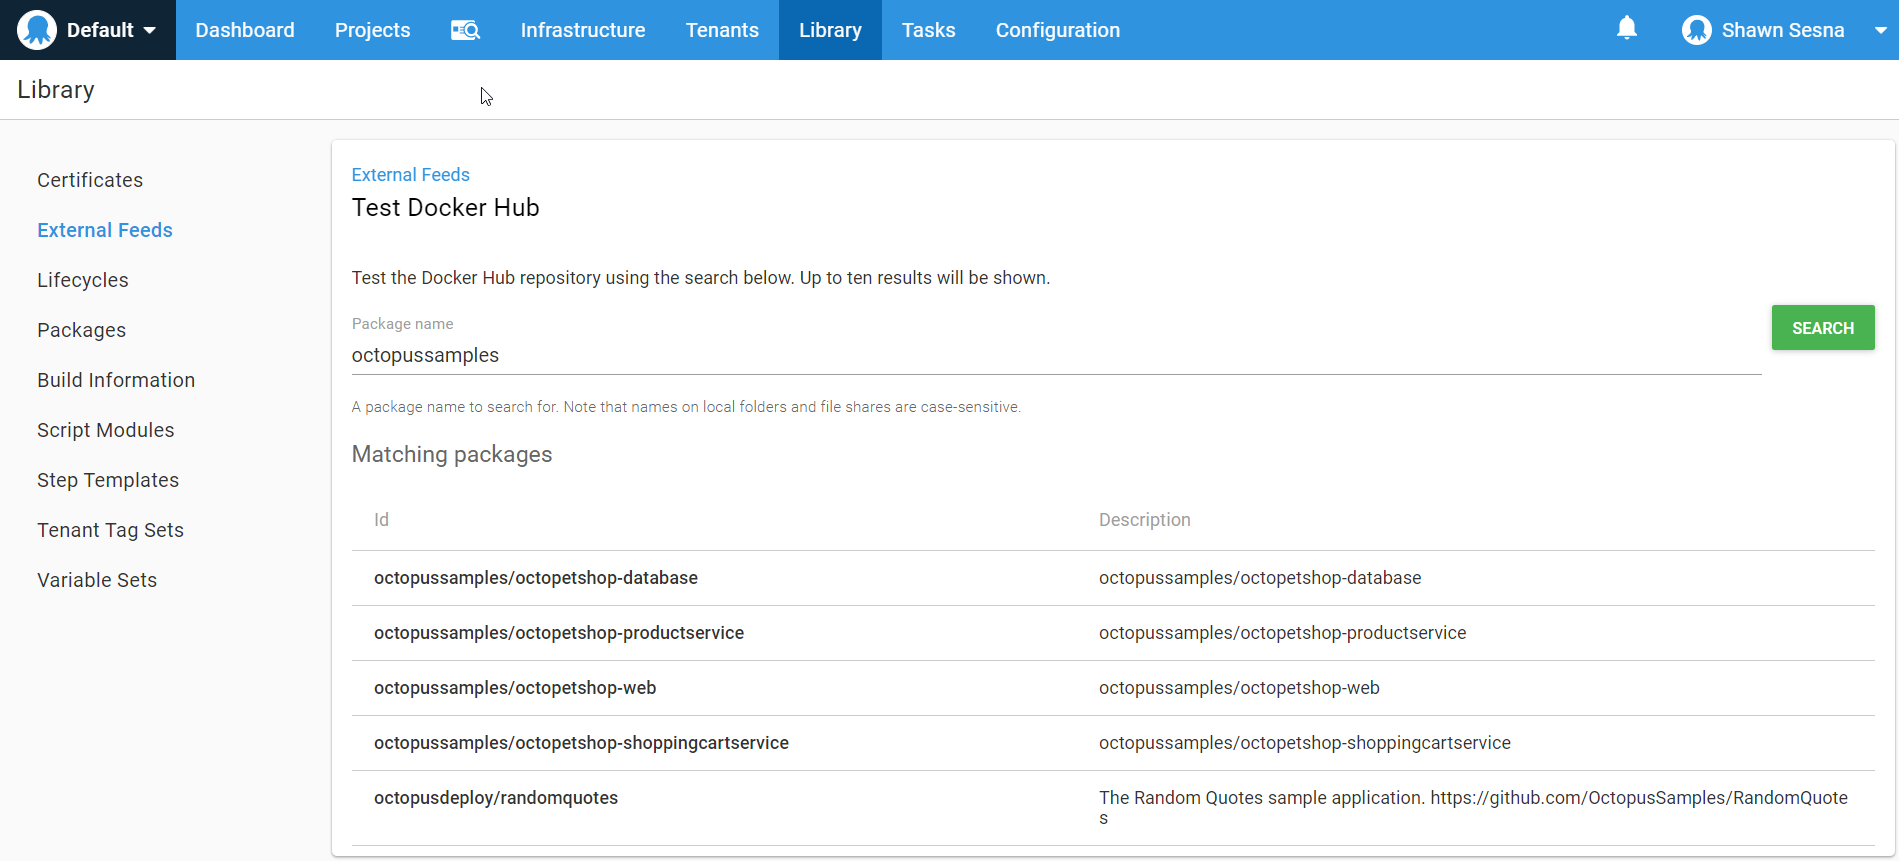 Default Dashboard Projects Infrastructure Tenants Library Tasks Configuration Shawn Sesna
Library
Certificates
External Feeds
Lifecycles
Packages
Build Information
Script Modules
Step Templates
Tenant Tag Sets
Variable Sets
External Feeds
Test Docker Hub
Test the Docker Hub repository using the search below. Up to ten results will be shown.
Package name
octopussamples
SEARCH
A package name to search for. Note that names on local folders and file shares are case-sensitive.
Matching packages
Id Description
octopussamples/octopetshop-database octopussamples/octopetshop-database
octopussamples/octopetshop-productservice octopussamples/octopetshop-productservice
octopussamples/octopetshop-web octopussamples/octopetshop-web
octopussamples/octopetshop-shoppingcartservice octopussamples/octopetshop-shoppingcartservice
octopusdeploy/randomquotes The Random Quotes sample application. https://github.com/OctopusSamples/RandomQuote
s